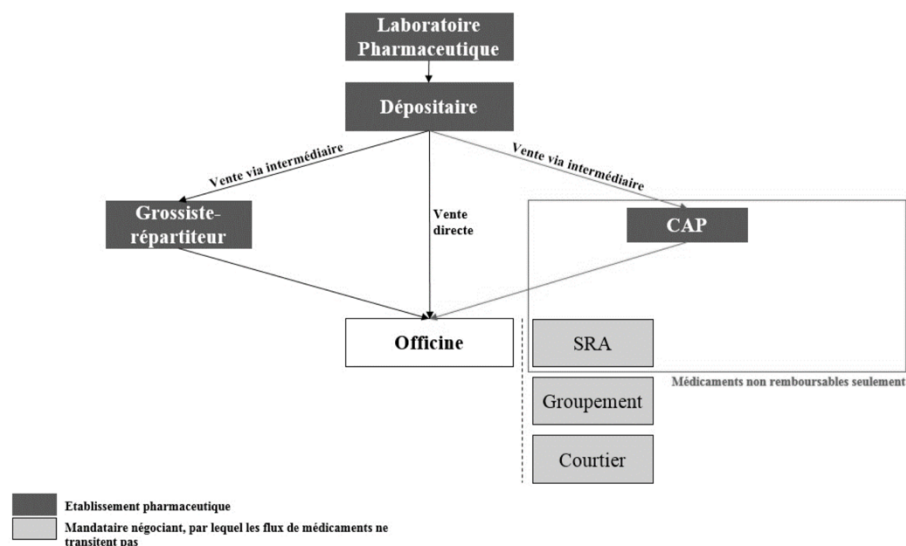 Laboratoire
Pharmaceutique
Dépositaire
Vente via intermédiaire
Vente via intermédiaire
Grossiste-
répartiteur
Vente
directe
CAP
Officine
SRA
Médicaments non remboursables seulement
Groupement
Courtier
Etablissement pharmaceutique
Mandataire négociant, par lequel les flux de médicaments ne
transitent pas